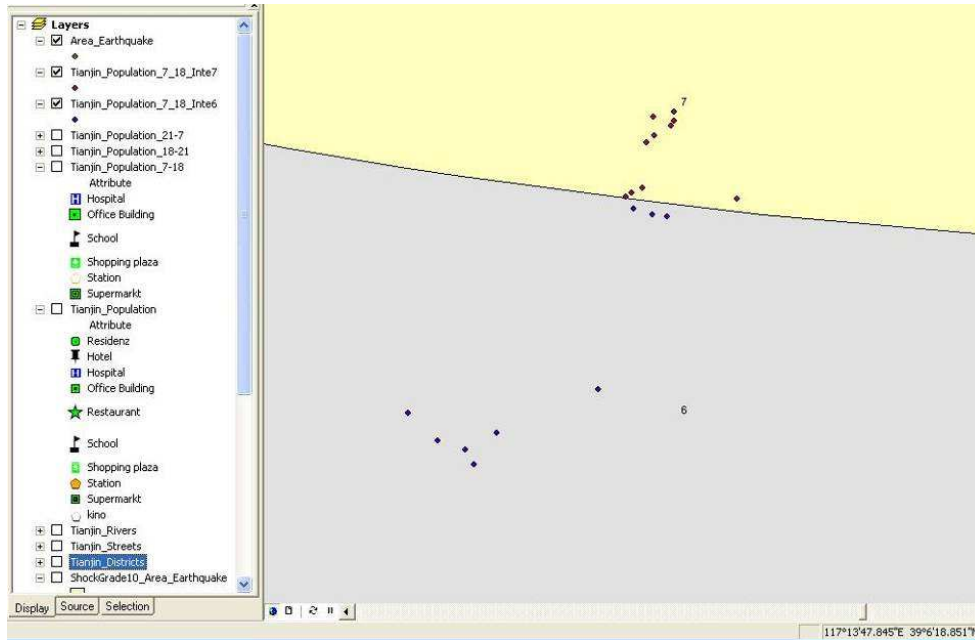 Layers
Area_Earthquake
Tianjin_Population_7_18_Inte7
Tianjin_Population_7_18_Inte6
Tianjin_Population_21-7
Tianjin_Population_18-21
Tianjin_Population_7-18
Attribute
Hospital
Office Building
School
Shopping plaza
Station
Supermarkt
Tianjin_Population
Attribute
Residenz
Hotel
Hospital
Office Building
Restaurant
School
Shopping plaza
Station
Supermarkt
kino
Tianjin_Rivers
Tianjin_Streets
Tianjin_Districts
ShockGrade10_Area_Earthquake
Display Source Selection
7
6
117°13'47.845"E 39°6'18.851"